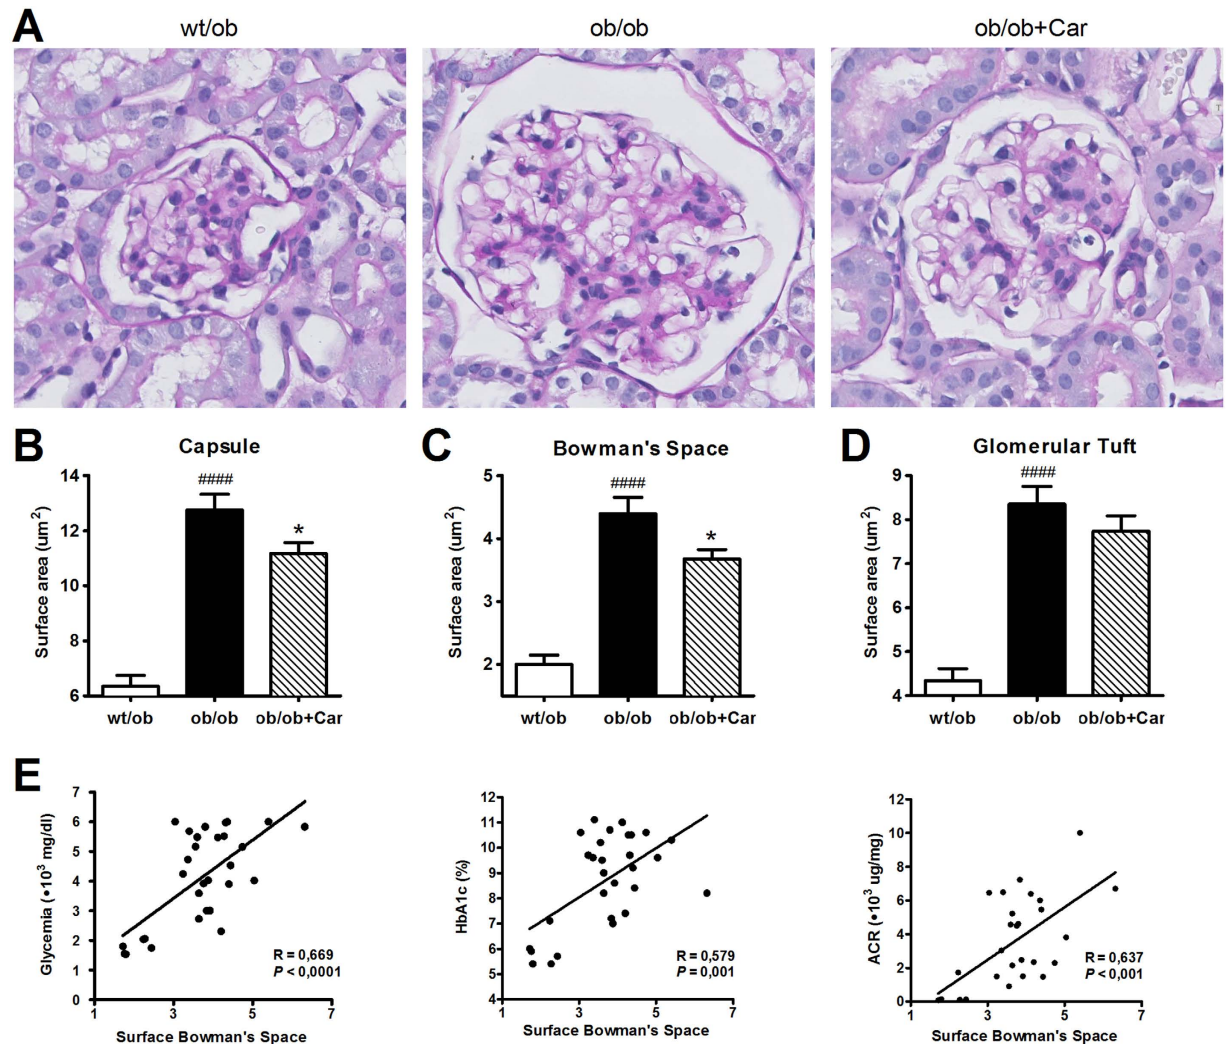 A
wt/ob
ob/ob
ob/ob+Car
B
Capsule
####
*
14
12
10
8
6
Surface area (um²)
wt/ob
ob/ob
ob/ob+Car
C
Bowman's Space
####
*
5
4
3
2
Surface area (um²)
wt/ob
ob/ob
ob/ob+Car
D
Glomerular Tuft
####
9
8
7
6
5
4
Surface area (um²)
wt/ob
ob/ob
ob/ob+Car
E
7
6
5
4
3
2
1
0
Glycemia (•10³ mg/dl)
R = 0,669
P < 0,0001
1
3
5
7
Surface Bowman's Space
12
11
10
9
8
7
6
5
4
HbA1c (%)
R = 0,579
P = 0,001
1
3
5
7
Surface Bowman's Space
12
10
8
6
4
2
0
ACR (•10³ ug/mg)
R = 0,637
P < 0,001
1
3
5
7
Surface Bowman's Space